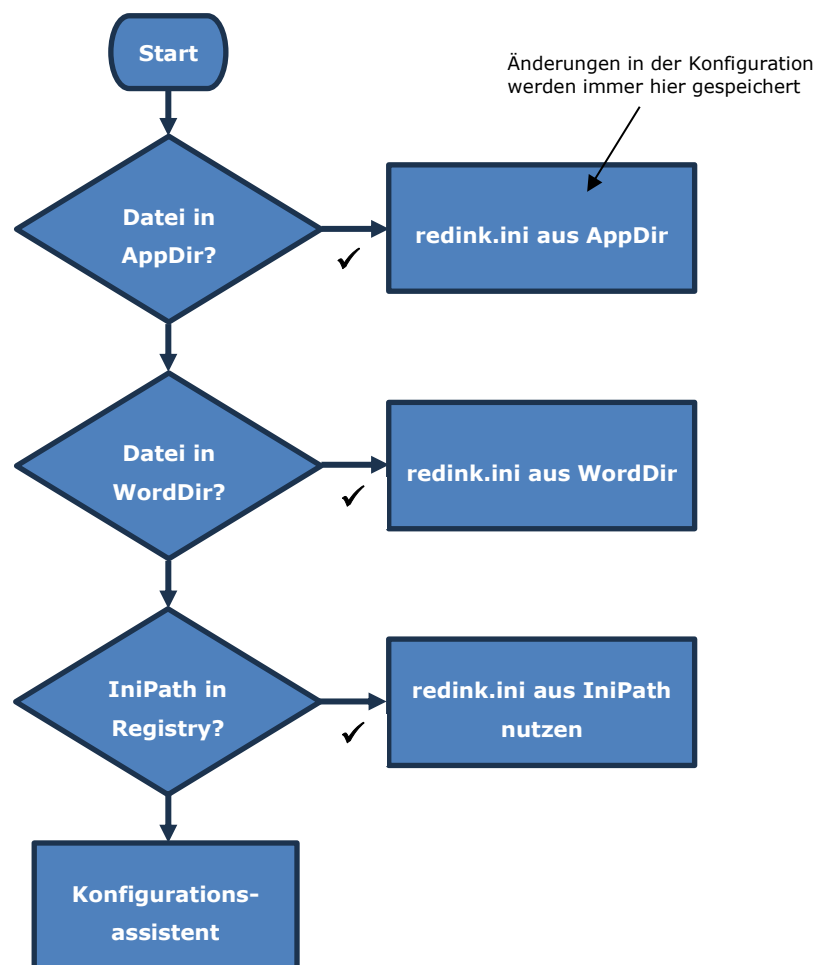 Start
Änderungen in der Konfiguration
werden immer hier gespeichert
Datei in
AppDir?
✓
redink.ini aus AppDir
Datei in
WordDir?
✓
redink.ini aus WordDir
IniPath in
Registry?
✓
redink.ini aus IniPath
nutzen
Konfigurations-
assistent